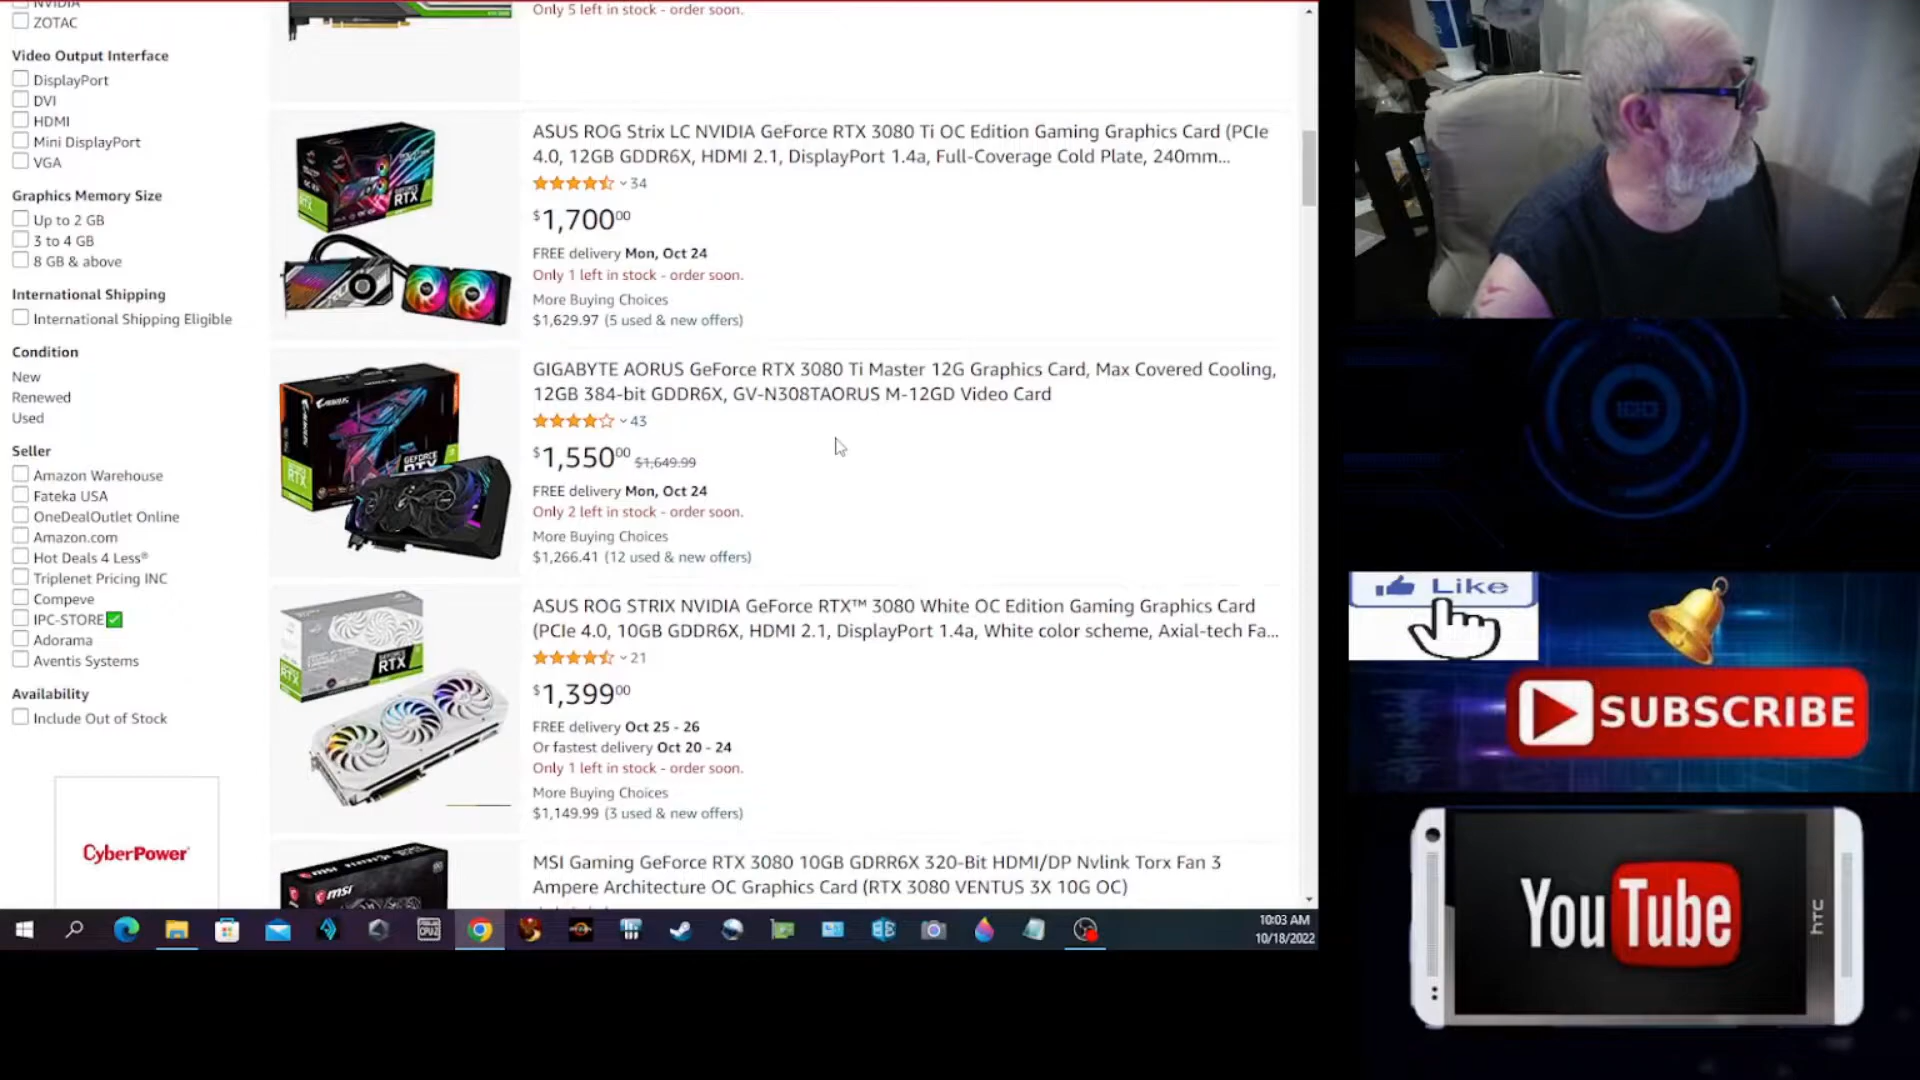 NVIDIA
ZOTAC
Video Output Interface
DisplayPort
DVI
HDMI
Mini DisplayPort
VGA
Graphics Memory Size
Up to 2 GB
3 to 4 GB
8 GB & above
International Shipping
International Shipping Eligible
Condition
New
Renewed
Used
Seller
Amazon Warehouse
Fateka USA
OneDealOutlet Online
Amazon.com
Hot Deals 4 Less®
Triplenet Pricing INC
Compeve
IPC-STORE✅
Adorama
Aventis Systems
Availability
Include Out of Stock
CyberPower
Only 5 left in stock - order soon.
ASUS ROG Strix LC NVIDIA GeForce RTX 3080 Ti OC Edition Gaming Graphics Card (PCIe
4.0, 12GB GDDR6X, HDMI 2.1, DisplayPort 1.4a, Full-Coverage Cold Plate, 240mm...
34
$1,70000
FREE delivery Mon, Oct 24
Only 1 left in stock - order soon.
More Buying Choices
$1,629.97 (5 used & new offers)
GIGABYTE AORUS GeForce RTX 3080 Ti Master 12G Graphics Card, Max Covered Cooling,
12GB 384-bit GDDR6X, GV-N308TAORUS M-12GD Video Card
43
$1,55000 $1,649.99
FREE delivery Mon, Oct 24
Only 2 left in stock - order soon.
More Buying Choices
$1,266.41 (12 used & new offers)
ASUS ROG STRIX NVIDIA GeForce RTX™ 3080 White OC Edition Gaming Graphics Card
(PCIe 4.0, 10GB GDDR6X, HDMI 2.1, DisplayPort 1.4a, White color scheme, Axial-tech Fa...
21
$1,39900
FREE delivery Oct 25 - 26
Or fastest delivery Oct 20 - 24
Only 1 left in stock - order soon.
More Buying Choices
$1,149.99 (3 used & new offers)
MSI Gaming GeForce RTX 3080 10GB GDRR6X 320-Bit HDMI/DP Nvlink Torx Fan 3
Ampere Architecture OC Graphics Card (RTX 3080 VENTUS 3X 10G OC)
RTX
RTX
AORUS
GEFORCE
RTX
RTX
msi
10:03 AM
10/18/2022
Like
SUBSCRIBE
YouTube
hTC